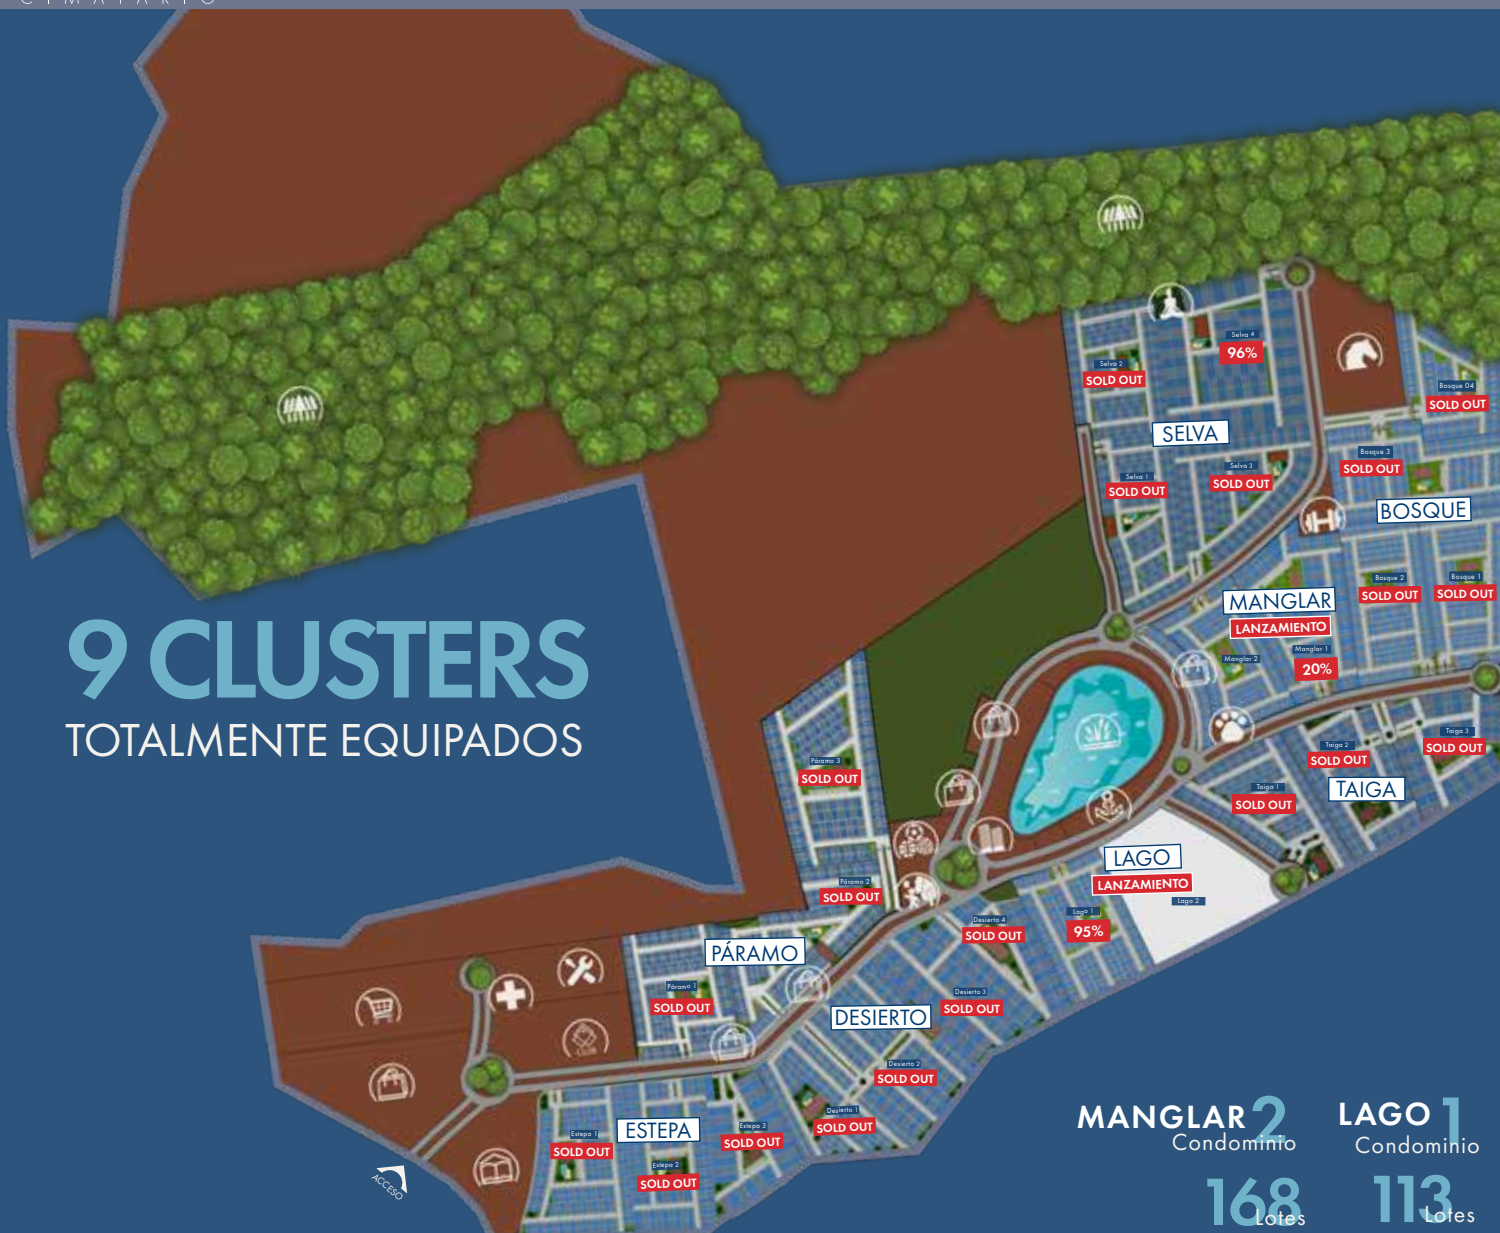 CIMATARIO
Selva 4
96%
Selva 2
SOLD OUT
Bosque 04
SOLD OUT
SELVA
Bosque 3
SOLD OUT
Selva 3
SOLD OUT
Selva 1
SOLD OUT
BOSQUE
Bosque 2
SOLD OUT
Bosque 1
SOLD OUT
MANGLAR
LANZAMIENTO
Manglar 1
20%
Manglar 2
9 CLUSTERS
TOTALMENTE EQUIPADOS
Taiga 3
SOLD OUT
Taiga 2
SOLD OUT
Páramo 3
SOLD OUT
Taiga 1
SOLD OUT
TAIGA
LAGO
LANZAMIENTO
Lago 2
Páramo 2
SOLD OUT
Lago 1
95%
Desierto 4
SOLD OUT
PÁRAMO
Páramo 1
SOLD OUT
Desierto 3
SOLD OUT
DESIERTO
CLUB
Desierto 2
SOLD OUT
Desierto 1
SOLD OUT
ESTEPA
Estepa 1
SOLD OUT
Estepa 3
SOLD OUT
Estepa 2
SOLD OUT
ACCESO
MANGLAR 2
Condominio
168
Lotes
LAGO 1
Condominio
113
Lotes